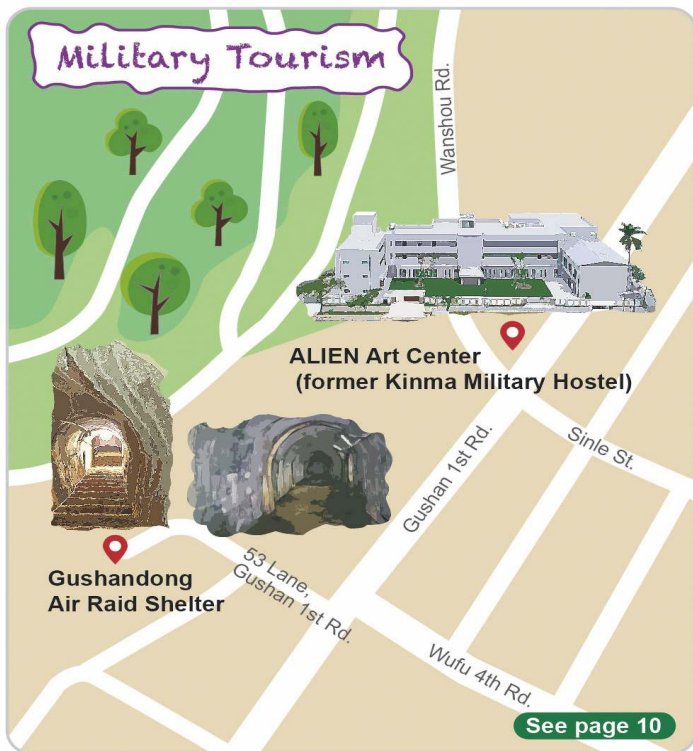 Military Tourism
Wanshou Rd.
ALIEN Art Center
(former Kinma Military Hostel)
Sinle St.
Gushan 1st Rd.
53 Lane,
Gushan 1st Rd.
Gushandong
Air Raid Shelter
Wufu 4th Rd.
See page 10